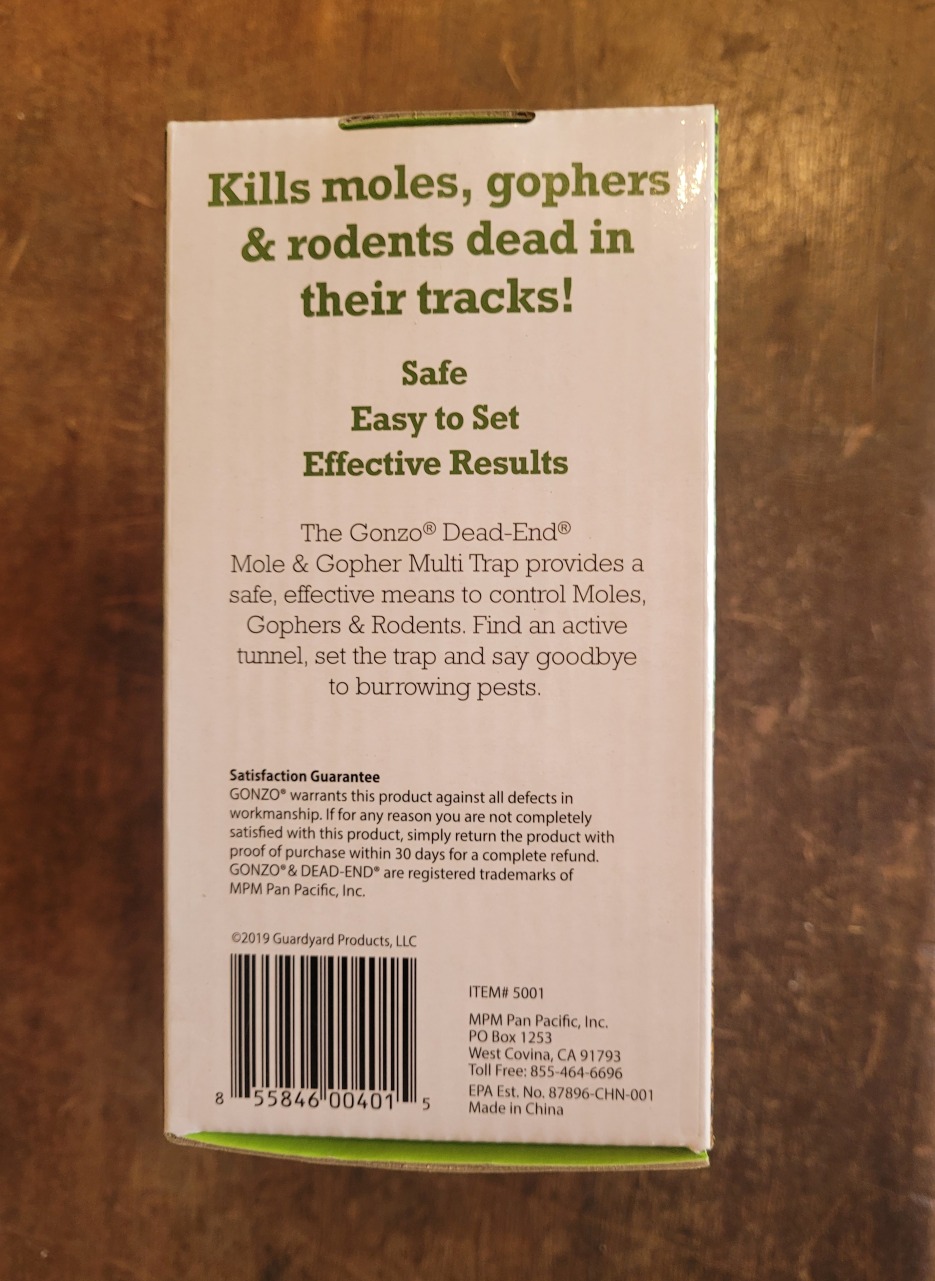 Kills moles, gophers
& rodents dead in
their tracks!
Safe
Easy to Set
Effective Results
The Gonzo® Dead-End®
Mole & Gopher Multi Trap provides a
safe, effective means to control Moles,
Gophers & Rodents. Find an active
tunnel, set the trap and say goodbye
to burrowing pests.
Satisfaction Guarantee
GONZO® warrants this product against all defects in
workmanship. If for any reason you are not completely
satisfied with this product, simply return the product with
proof of purchase within 30 days for a complete refund.
GONZO® & DEAD-END® are registered trademarks of
MPM Pan Pacific, Inc.
©2019 Guardyard Products, LLC
8 55846 00401 5
ITEM# 5001
MPM Pan Pacific, Inc.
PO Box 1253
West Covina, CA 91793
Toll Free: 855-464-6696
EPA Est. No. 87896-CHN-001
Made in China